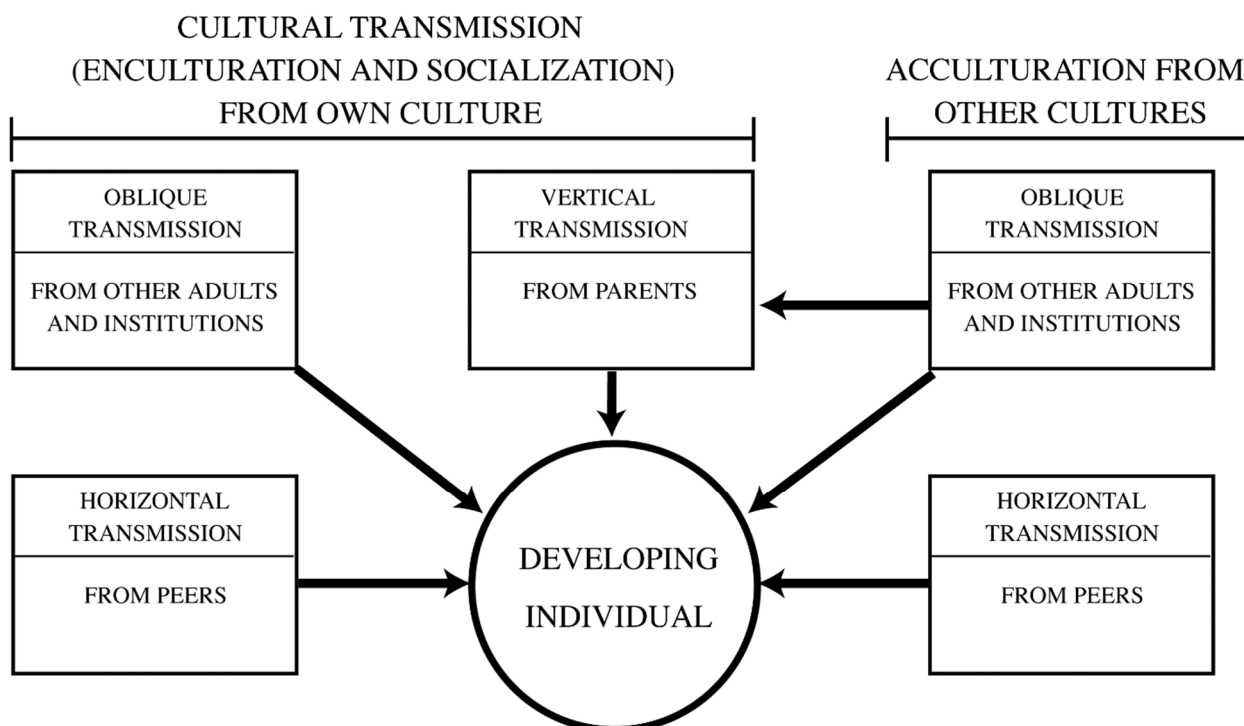 CULTURAL TRANSMISSION
(ENCULTURATION AND SOCIALIZATION)
FROM OWN CULTURE
ACCULTURATION FROM
OTHER CULTURES
OBLIQUE
TRANSMISSION
FROM OTHER ADULTS
AND INSTITUTIONS
VERTICAL
TRANSMISSION
FROM PARENTS
OBLIQUE
TRANSMISSION
FROM OTHER ADULTS
AND INSTITUTIONS
HORIZONTAL
TRANSMISSION
FROM PEERS
DEVELOPING
INDIVIDUAL
HORIZONTAL
TRANSMISSION
FROM PEERS